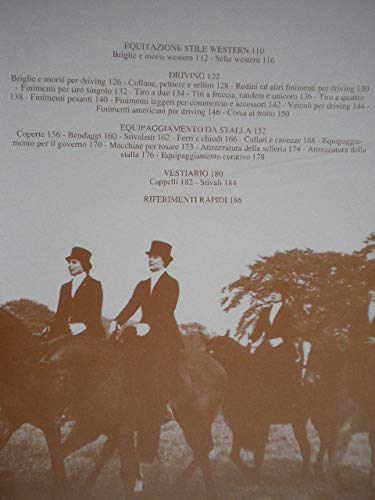 EQUITAZIONE STILE WESTERN 110
Briglie e morsi western 112 - Selle western 116
DRIVING 122
Briglie e morsi per driving 126 - Collane, pettere e sellini 128 - Redini ed altri finimenti per driving 130
- Finimenti per tiro singolo 132 - Tiro a due 134 - Tiri a freccia, random e unicorn 136 - Tiro a quattro
138 - Finimenti pesanti 140 - Finimenti leggeri per commercio e accessori 142 - Veicoli per driving 144 -
Finimenti americani per driving 146 - Corsa al trotto 150
EQUIPAGGIAMENTO DA STALLA 152
Coperte 156 - Bendaggi 160 - Stivaletti 162 - Ferri e chiodi 166 - Collari e cavezze 168 - Equipaggia-
mento per il governo 170 - Macchine per tosare 173 - Attrezzatura della selleria 174 - Attrezzatura della
stalla 176 - Equipaggiamento curativo 178
VESTIARIO 180
Cappelli 182 - Stivali 184
RIFERIMENTI RAPIDI 186